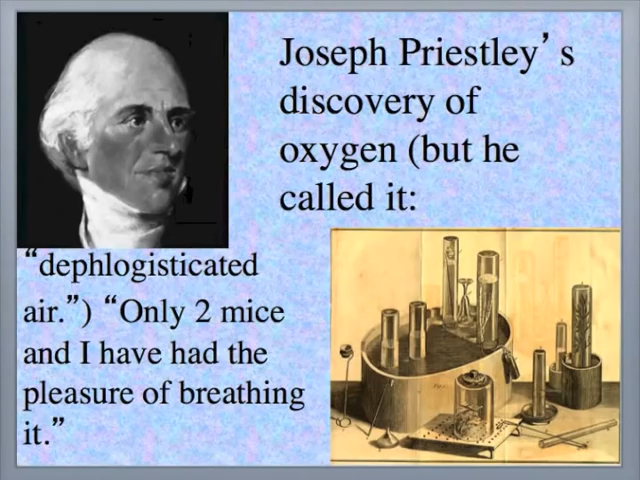 Joseph Priestley’s
discovery of
oxygen (but he
called it:
“dephlogisticated
air.”) “Only 2 mice
and I have had the
pleasure of breathing
it.”